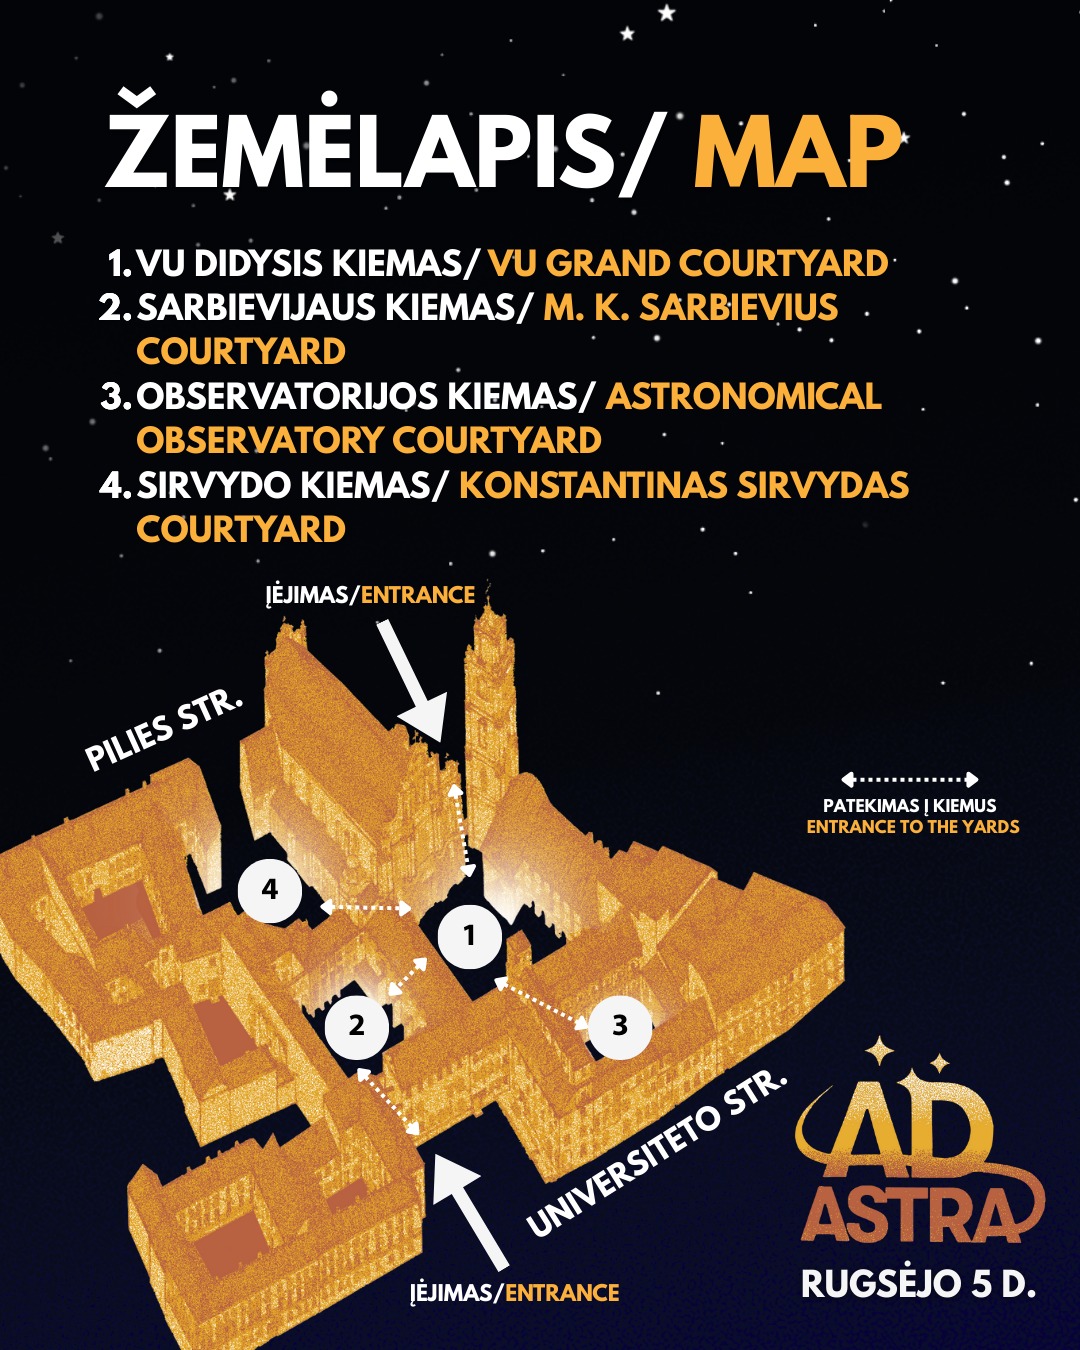 ŽEMĖLAPIS/ MAP
1. VU DIDYSIS KIEMAS/ VU GRAND COURTYARD
2. SARBIEVIJAUS KIEMAS/ M. K. SARBIEVIUS
COURTYARD
3. OBSERVATORIJOS KIEMAS/ ASTRONOMICAL
OBSERVATORY COURTYARD
4. SIRVYDO KIEMAS/ KONSTANTINAS SIRVYDAS
COURTYARD
ĮĖJIMAS/ENTRANCE
PILIES STR.
PATEKIMAS Į KIEMUS
ENTRANCE TO THE YARDS
4
1
2
3
UNIVERSITETO STR.
ĮĖJIMAS/ENTRANCE
AD
ASTRA
RUGSĖJO 5 D.